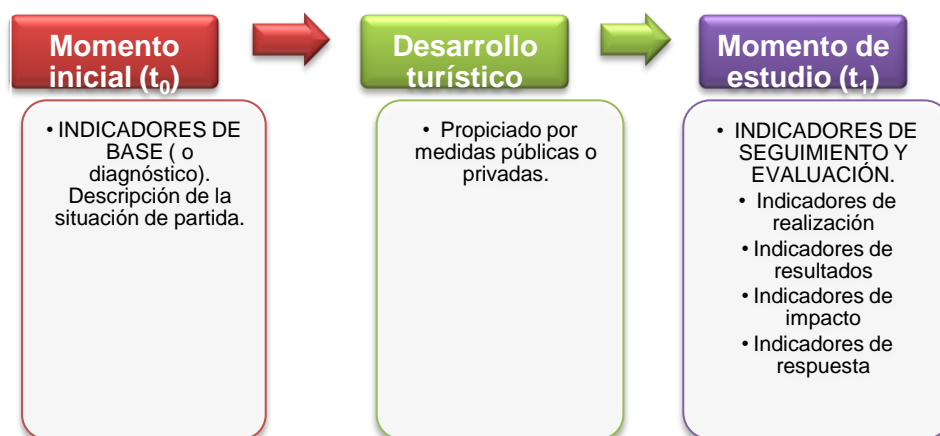 Momento
inicial (t0)
• INDICADORES DE
BASE ( o
diagnóstico).
Descripción de la
situación de partida.
Desarrollo
turístico
• Propiciado por
medidas públicas o
privadas.
Momento de
estudio (t1)
• INDICADORES DE
SEGUIMIENTO Y
EVALUACIÓN.
• Indicadores de
realización
• Indicadores de
resultados
• Indicadores de
impacto
• Indicadores de
respuesta